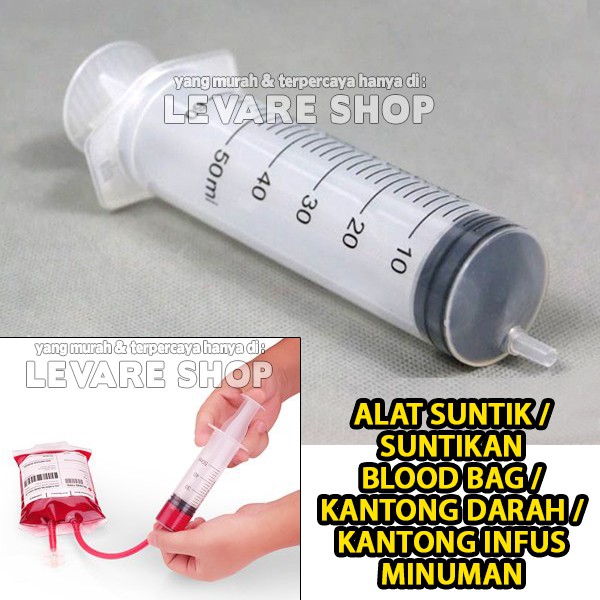 yang murah & terpercaya hanya di :
LEVARE SHOP
50ml
40
30
20
10
yang murah & terpercaya hanya di :
LEVARE SHOP
ALAT SUNTIK /
SUNTIKAN
BLOOD BAG /
KANTONG DARAH /
KANTONG INFUS
MINUMAN